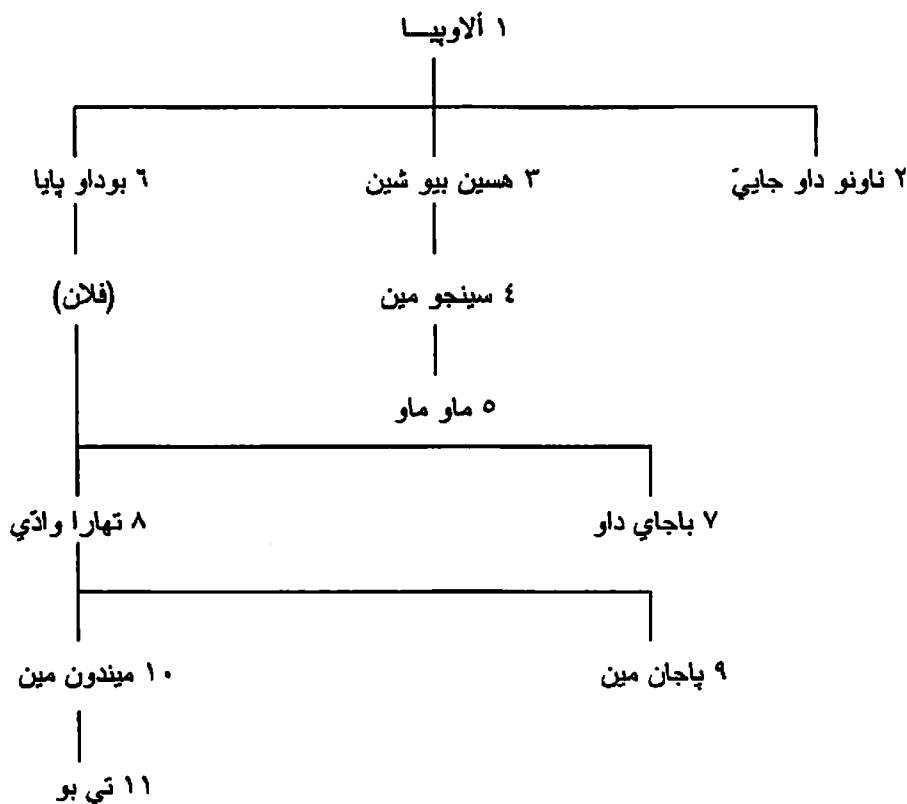 ١ ألاوپيا
٢ ناونو داو جاييّ
٣ هسين بيو شين
٦ بوداو پايا
٤ سينجو مين
(فلان)
٥ ماو ماو
٧ باجاي داو
٨ تهارا وادّي
٩ پاجان مين
١٠ ميندون مين
١١ تي بو